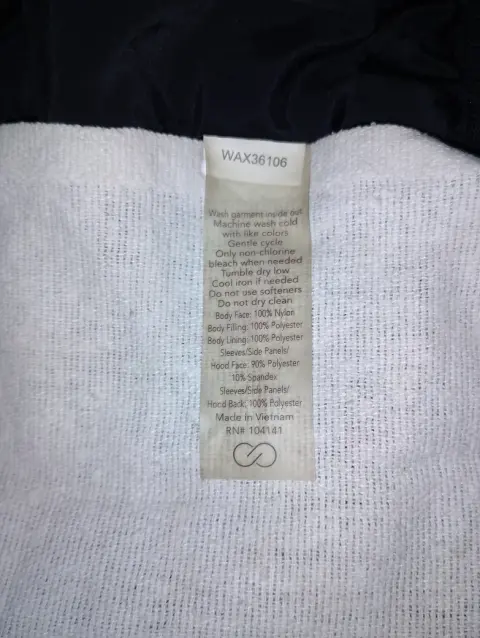 WAX36106
Wash garment inside out
Machine wash cold
with like colors
Gentle cycle
Only non-chlorine
bleach when needed
Tumble dry low
Cool iron if needed
Do not use softeners
Do not dry clean
Body Face: 100% Nylon
Body Filling: 100% Polyester
Body Lining: 100% Polyester
Sleeves/Side Panels/
Hood Face: 90% Polyester
10% Spandex
Sleeves/Side Panels/
Hood Back: 100% Polyester
Made in Vietnam
RN# 104141